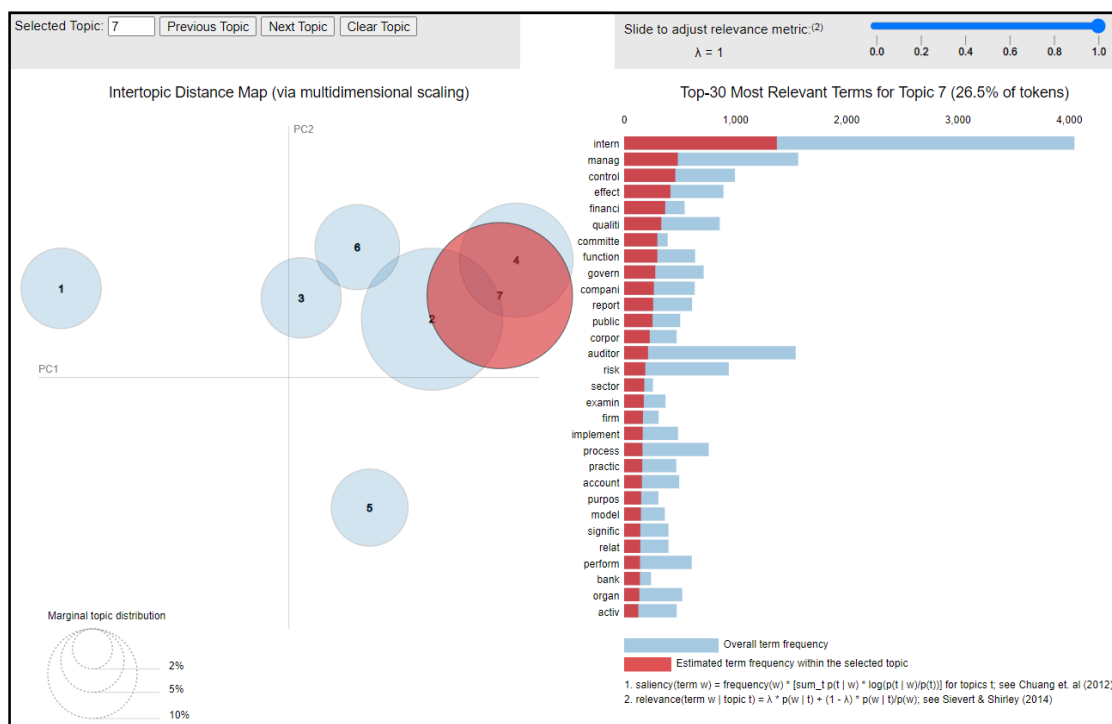 Selected Topic: 7 Previous Topic Next Topic Clear Topic
Slide to adjust relevance metric:(2)
λ = 1
0.0 0.2 0.4 0.6 0.8 1.0
Intertopic Distance Map (via multidimensional scaling)
PC2
PC1
1
2
3
4
5
6
7
Marginal topic distribution
2%
5%
10%
Top-30 Most Relevant Terms for Topic 7 (26.5% of tokens)
0 1,000 2,000 3,000 4,000
intern
manag
control
effect
financi
qualiti
committe
function
govern
compani
report
public
corpor
auditor
risk
sector
examin
firm
implement
process
practic
account
purpos
model
signific
relat
perform
bank
organ
activ
Overall term frequency
Estimated term frequency within the selected topic
1. saliency(term w) = frequency(w) * [sum_t p(t | w) * log(p(t | w)/p(t))] for topics t; see Chuang et. al (2012)
2. relevance(term w | topic t) = λ * p(w | t) + (1 - λ) * p(w | t)/p(w); see Sievert & Shirley (2014)